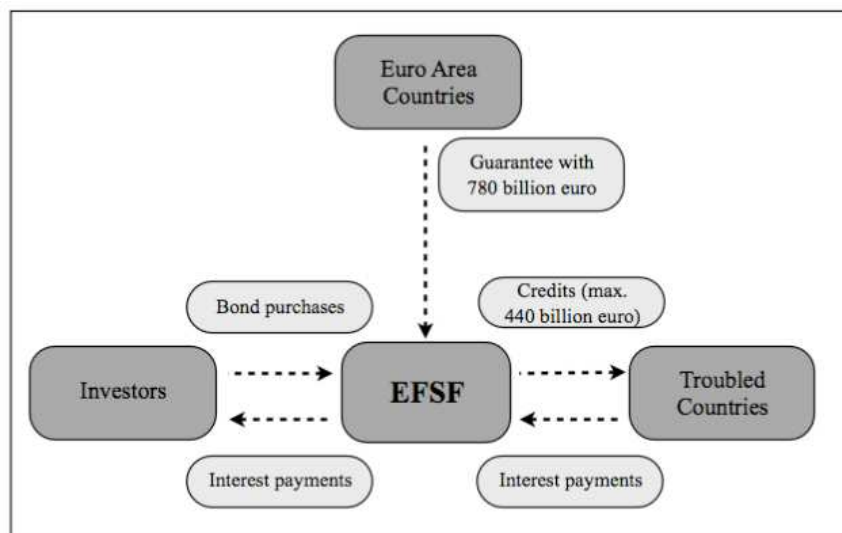 Euro Area
Countries
Guarantee with
780 billion euro
Bond purchases
Credits (max.
440 billion euro)
Investors
EFSF
Troubled
Countries
Interest payments
Interest payments